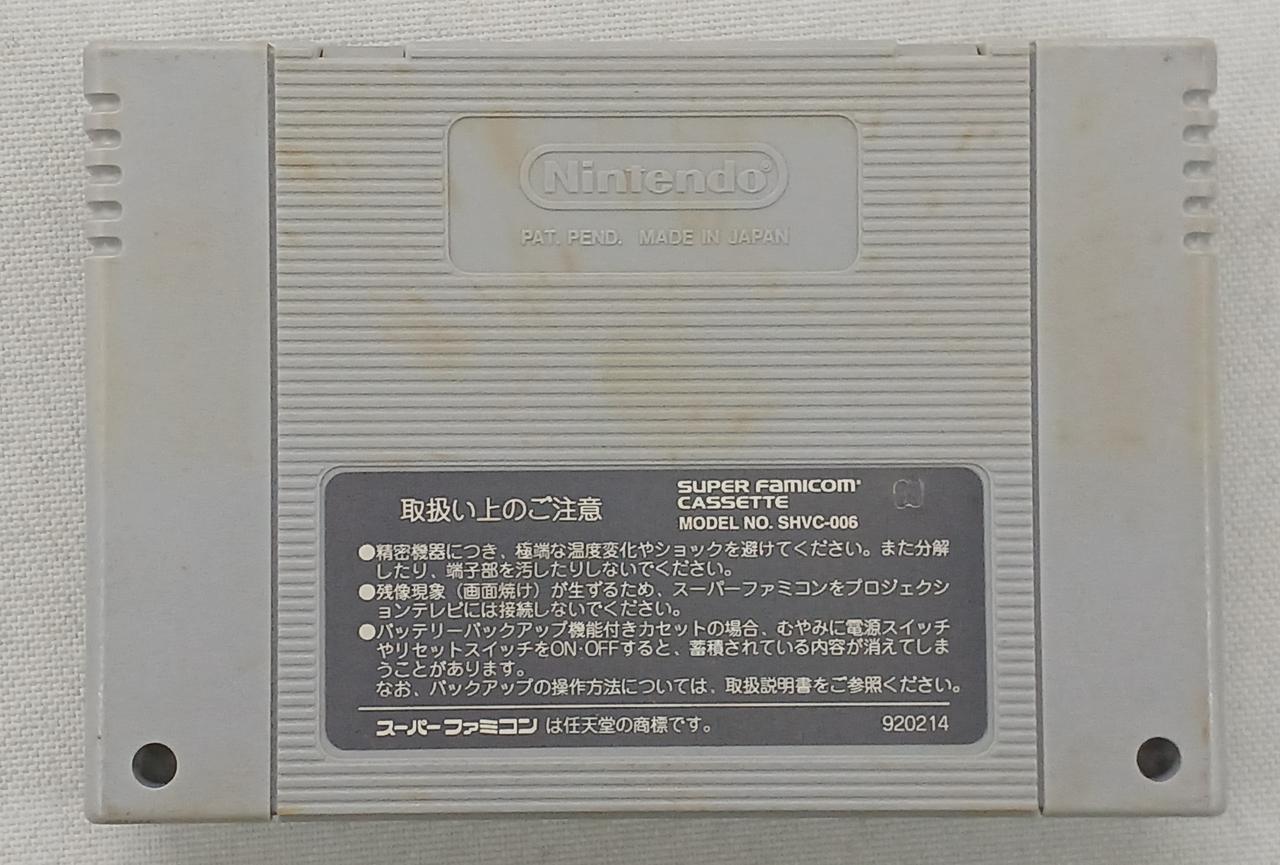 Nintendo®
PAT. PEND. MADE IN JAPAN
取扱い上のご注意
SUPER FAMICOM®
CASSETTE
MODEL NO. SHVC-006
●精密機器につき、極端な温度変化やショックを避けてください。また分解
したり、端子部を汚したりしないでください。
●残像現象（画面焼け）が生ずるため、スーパーファミコンをプロジェクシ
ョンテレビには接続しないでください。
●バッテリーバックアップ機能付きカセットの場合、むやみに電源スイッチ
やリセットスイッチをON·OFFすると、蓄積されている内容が消えてしま
うことがあります。
なお、バックアップの操作方法については、取扱説明書をご参照ください。
スーパーファミコン は任天堂の商標です。
920214